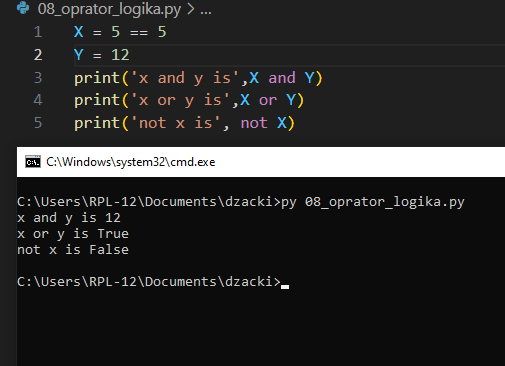 08_oprator_logika.py > ...
1 X = 5 == 5
2 Y = 12
3 print('x and y is',X and Y)
4 print('x or y is',X or Y)
5 print('not x is', not X)
C:\Windows\system32\cmd.exe
C:\Users\RPL-12\Documents\dzacki>py 08_oprator_logika.py
x and y is 12
x or y is True
not x is False
C:\Users\RPL-12\Documents\dzacki>